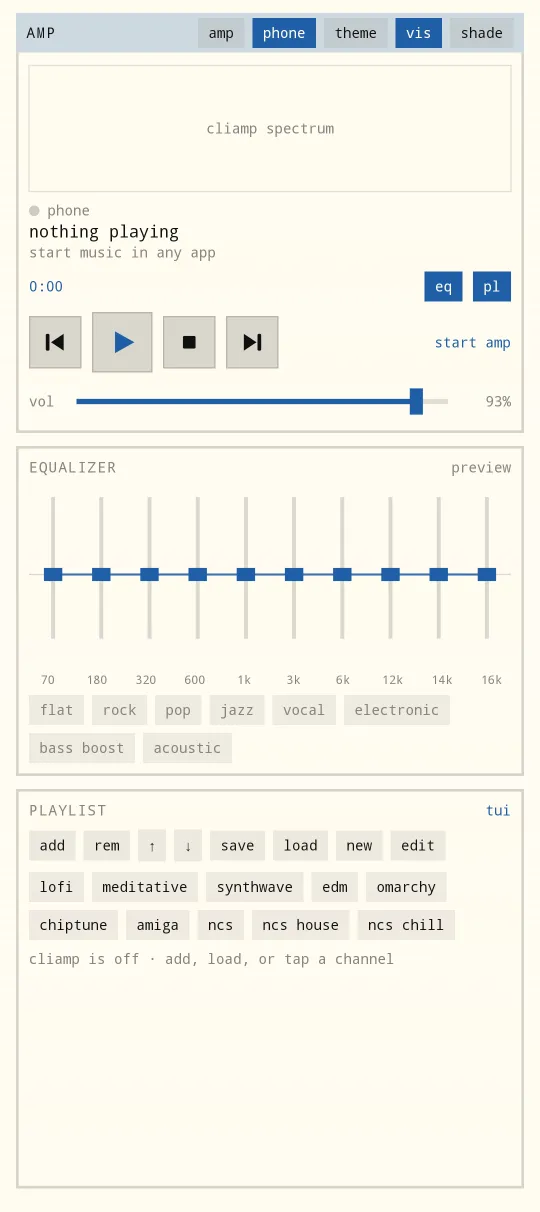 AMP amp phone theme vis shade
cliamp spectrum
phone
nothing playing
start music in any app
0:00 eq pl
start amp
vol 93%
EQUALIZER preview
70 180 320 600 1k 3k 6k 12k 14k 16k
flat rock pop jazz vocal electronic
bass boost acoustic
PLAYLIST tui
add rem ↑ ↓ save load new edit
lofi meditative synthwave edm omarchy
chiptune amiga ncs ncs house ncs chill
cliamp is off · add, load, or tap a channel